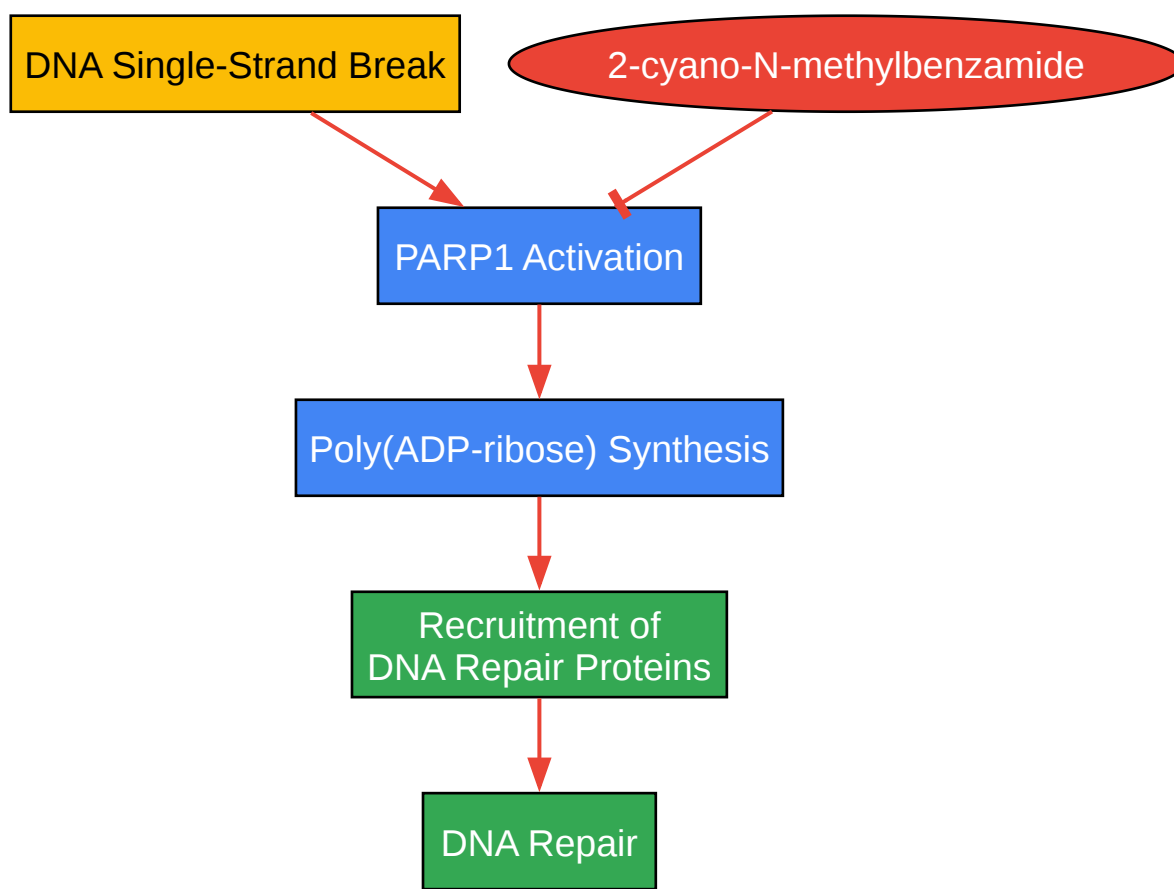 DNA Single-Strand Break
2-cyano-N-methylbenzamide
PARP1 Activation
Poly(ADP-ribose) Synthesis
Recruitment of
DNA Repair Proteins
DNA Repair